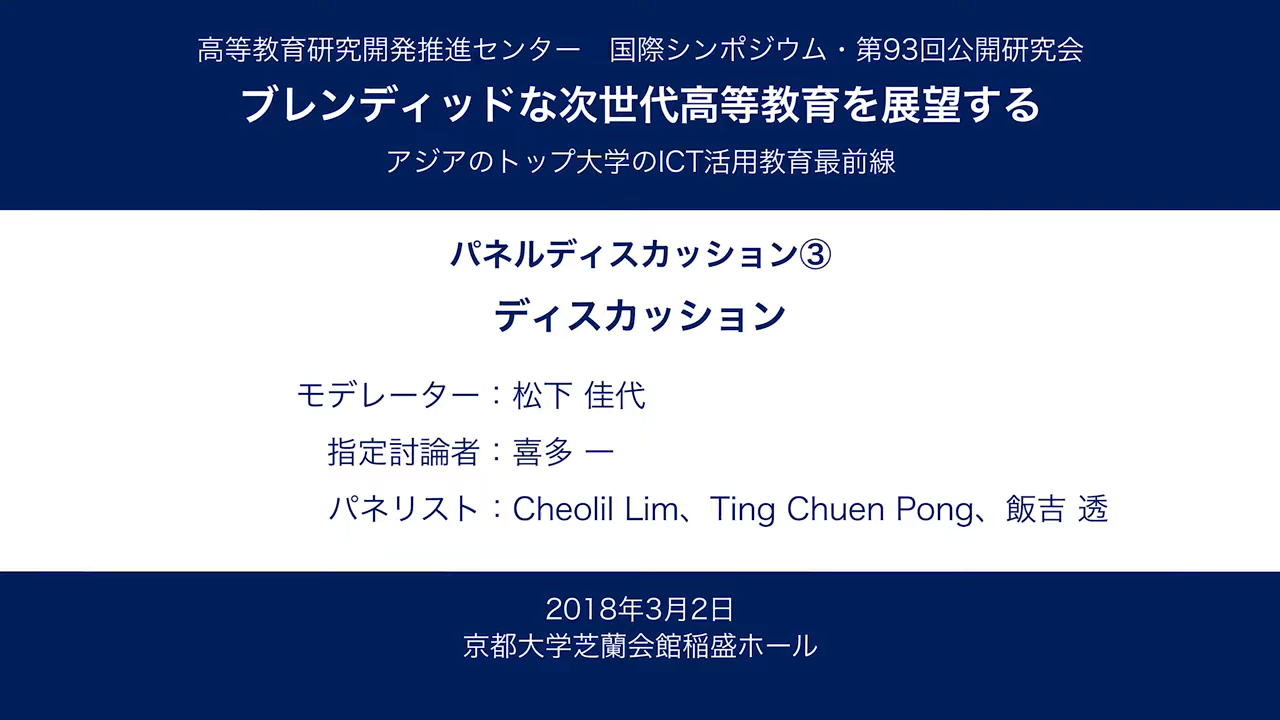 高等教育研究開発推進センター　国際シンポジウム・第93回公開研究会
ブレンディッドな次世代高等教育を展望する
アジアのトップ大学のICT活用教育最前線
パネルディスカッション③
ディスカッション
モデレーター：松下 佳代
指定討論者：喜多 一
パネリスト：Cheolil Lim、Ting Chuen Pong、飯吉 透
2018年3月2日
京都大学芝蘭会館稲盛ホール